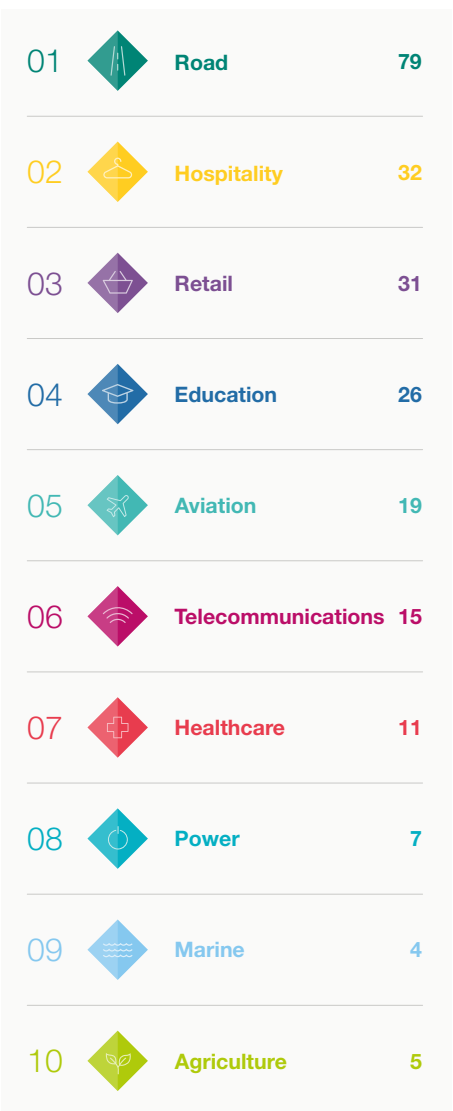 01 Road 79
02 Hospitality 32
03 Retail 31
04 Education 26
05 Aviation 19
06 Telecommunications 15
07 Healthcare 11
08 Power 7
09 Marine 4
10 Agriculture 5